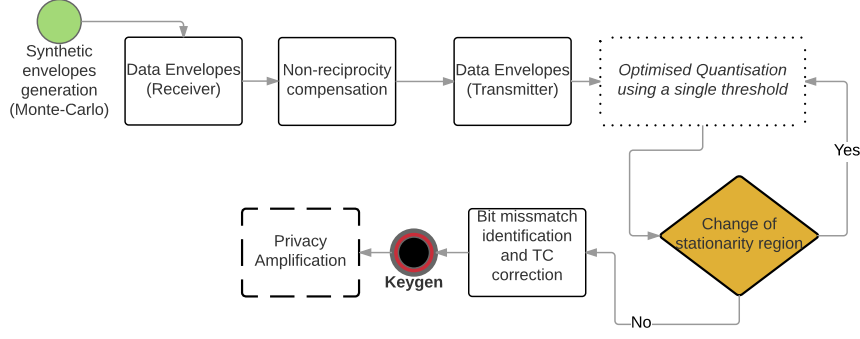 Synthetic
envelopes
generation
(Monte-Carlo)
Data Envelopes
(Receiver)
Non-reciprocity
compensation
Data Envelopes
(Transmitter)
Optimised Quantisation
using a single threshold
Yes
Change of
stationarity region
No
Bit missmatch
identification
and TC
correction
Keygen
Privacy
Amplification